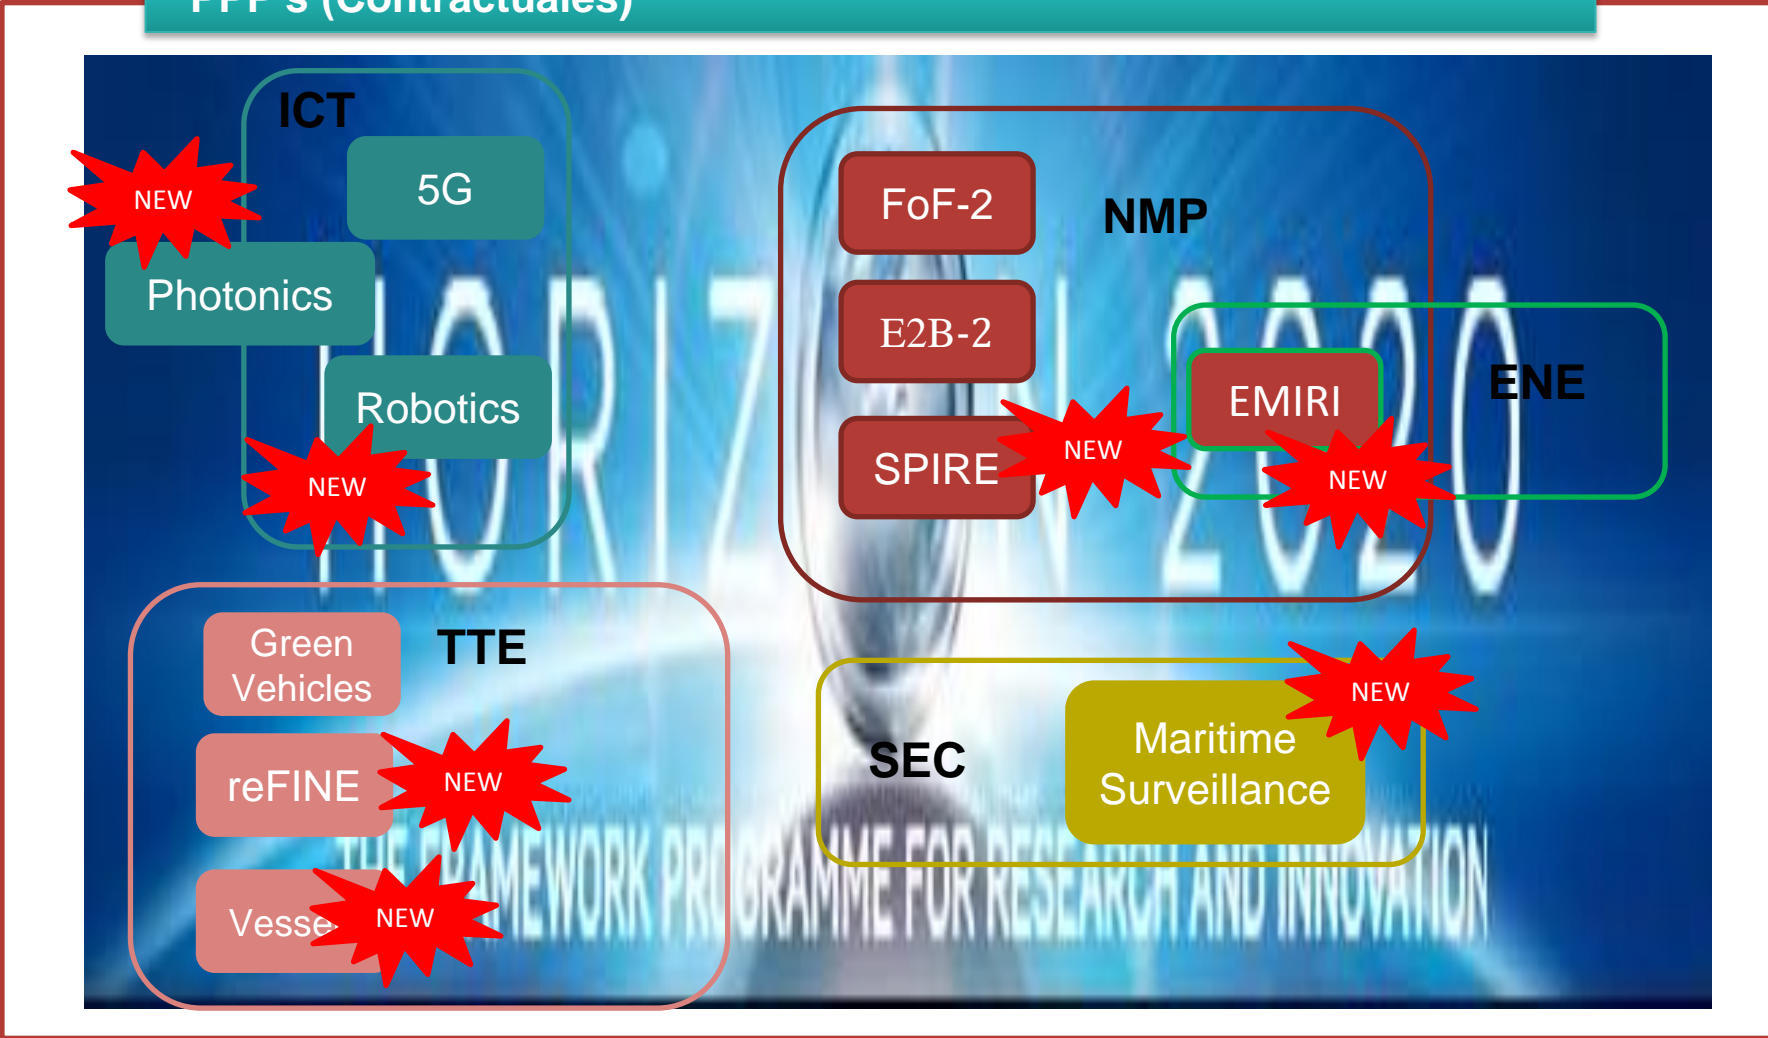 PPP's (Contractuales)
ICT
5G
NEW
Photonics
Robotics
NEW
FoF-2
NMP
E2B-2
SPIRE
NEW
EMIRI
ENE
NEW
HORIZON 2020
Green
Vehicles
TTE
reFINE
NEW
NEW
SEC
Maritime
Surveillance
NEW
THE FRAMEWORK PROGRAMME FOR RESEARCH AND INNOVATION